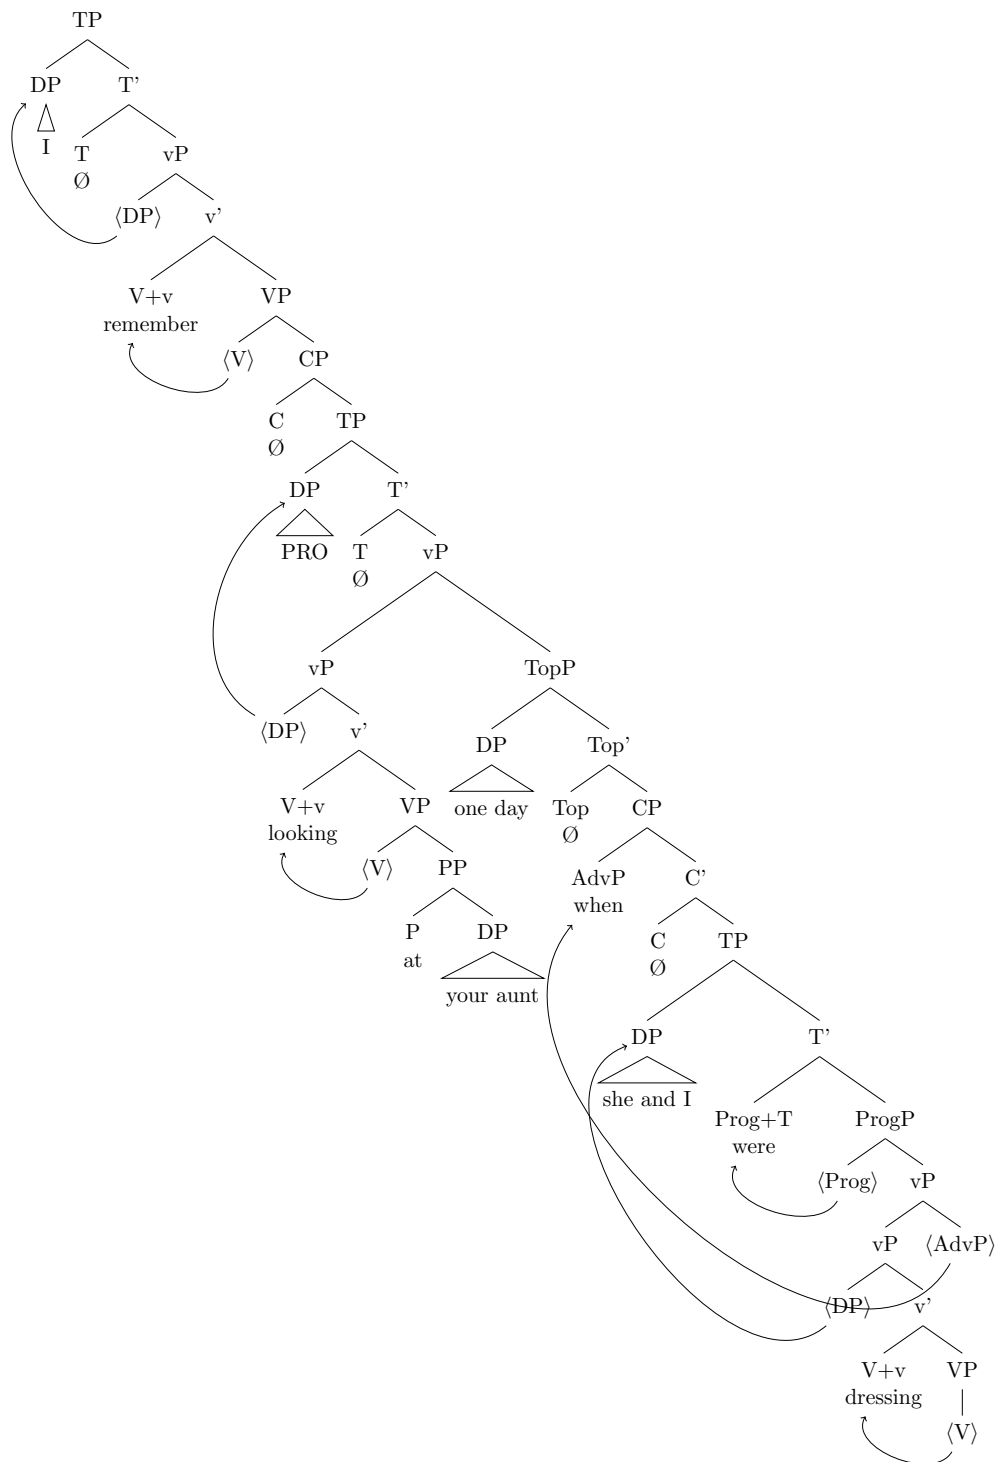 TP
DP T'
I
T vP
Ø
⟨DP⟩ v'
V+v VP
remember
⟨V⟩ CP
C TP
Ø
DP T'
PRO T vP
Ø
vP TopP
⟨DP⟩ v' DP Top'
V+v VP one day Top CP
looking Ø
⟨V⟩ PP AdvP C'
when
P DP C TP
at Ø
your aunt
DP T'
she and I
Prog+T ProgP
were
⟨Prog⟩ vP
vP ⟨AdvP⟩
⟨DP⟩ v'
V+v VP
dressing
⟨V⟩